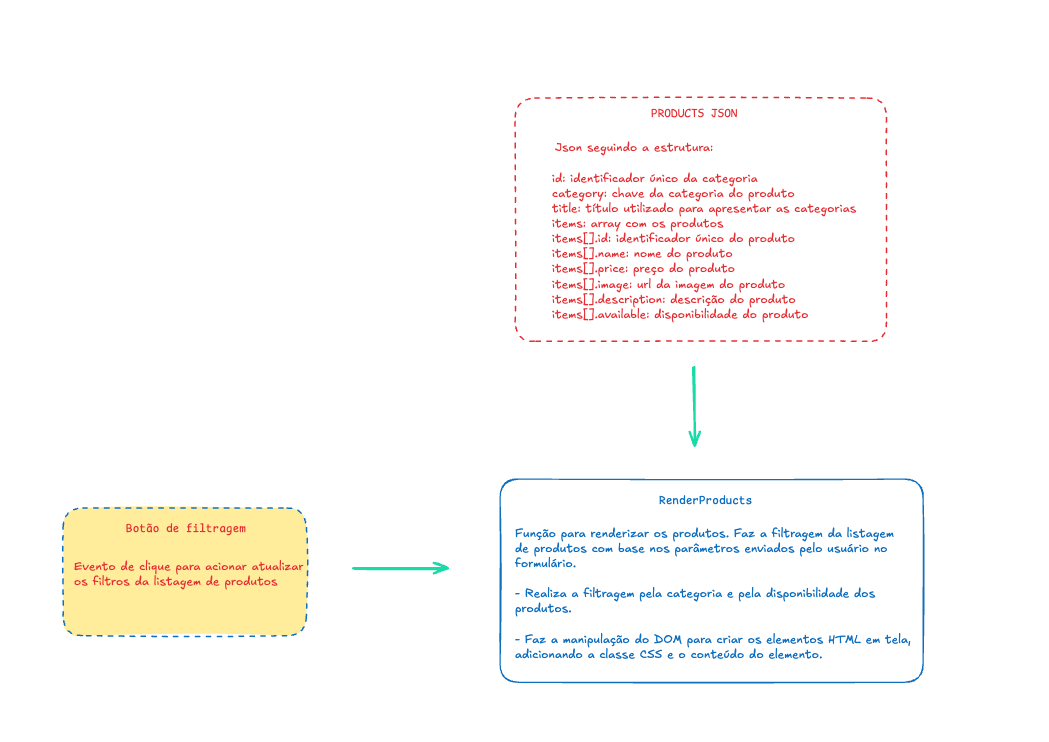 PRODUCTS JSON
Json seguindo a estrutura:
id: identificador único da categoria
category: chave da categoria do produto
title: título utilizado para apresentar as categorias
items: array com os produtos
items[].id: identificador único do produto
items[].name: nome do produto
items[].price: preço do produto
items[].image: url da imagem do produto
items[].description: descrição do produto
items[].available: disponibilidade do produto
Botão de filtragem
Evento de clique para acionar atualizar
os filtros da listagem de produtos
RenderProducts
Função para renderizar os produtos. Faz a filtragem da listagem
de produtos com base nos parâmetros enviados pelo usuário no
formulário.
- Realiza a filtragem pela categoria e pela disponibilidade dos
produtos.
- Faz a manipulação do DOM para criar os elementos HTML em tela,
adicionando a classe CSS e o conteúdo do elemento.